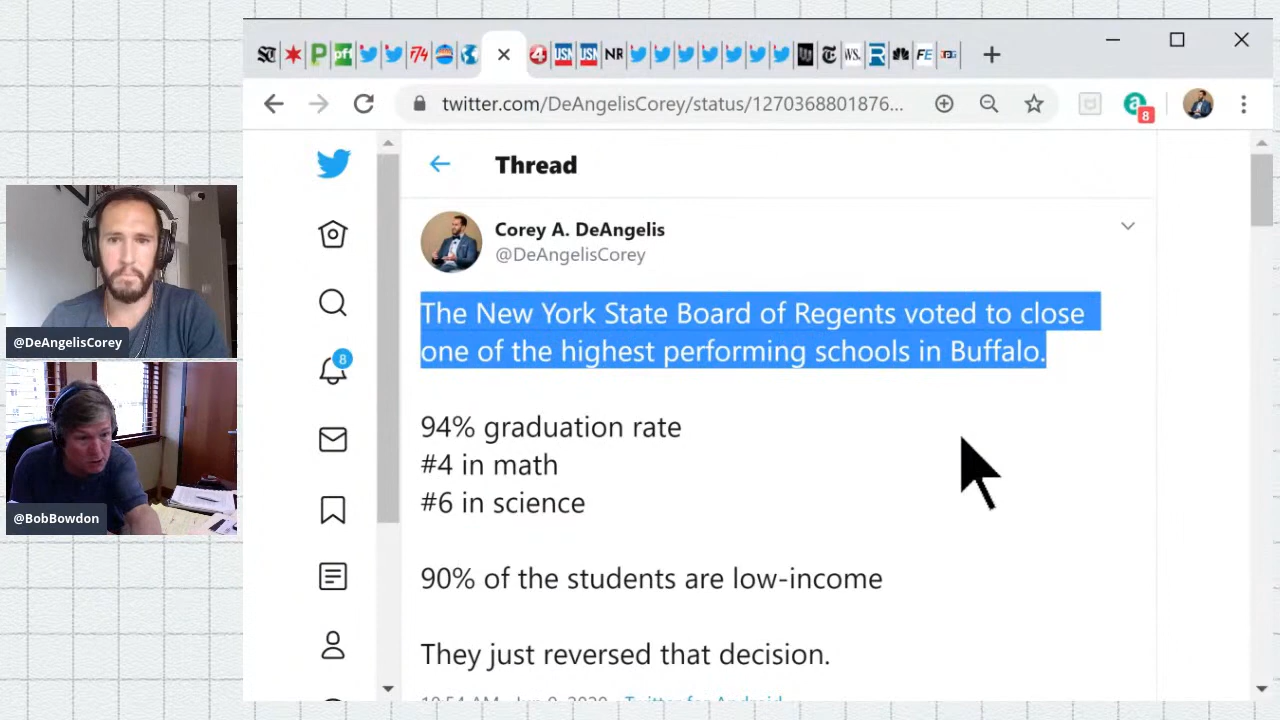 twitter.com/DeAngelisCorey/status/1270368801876...
8
Thread
Corey A. DeAngelis
@DeAngelisCorey
The New York State Board of Regents voted to close
one of the highest performing schools in Buffalo.
94% graduation rate
#4 in math
#6 in science
90% of the students are low-income
They just reversed that decision.
8
@DeAngelisCorey
@BobBowdon